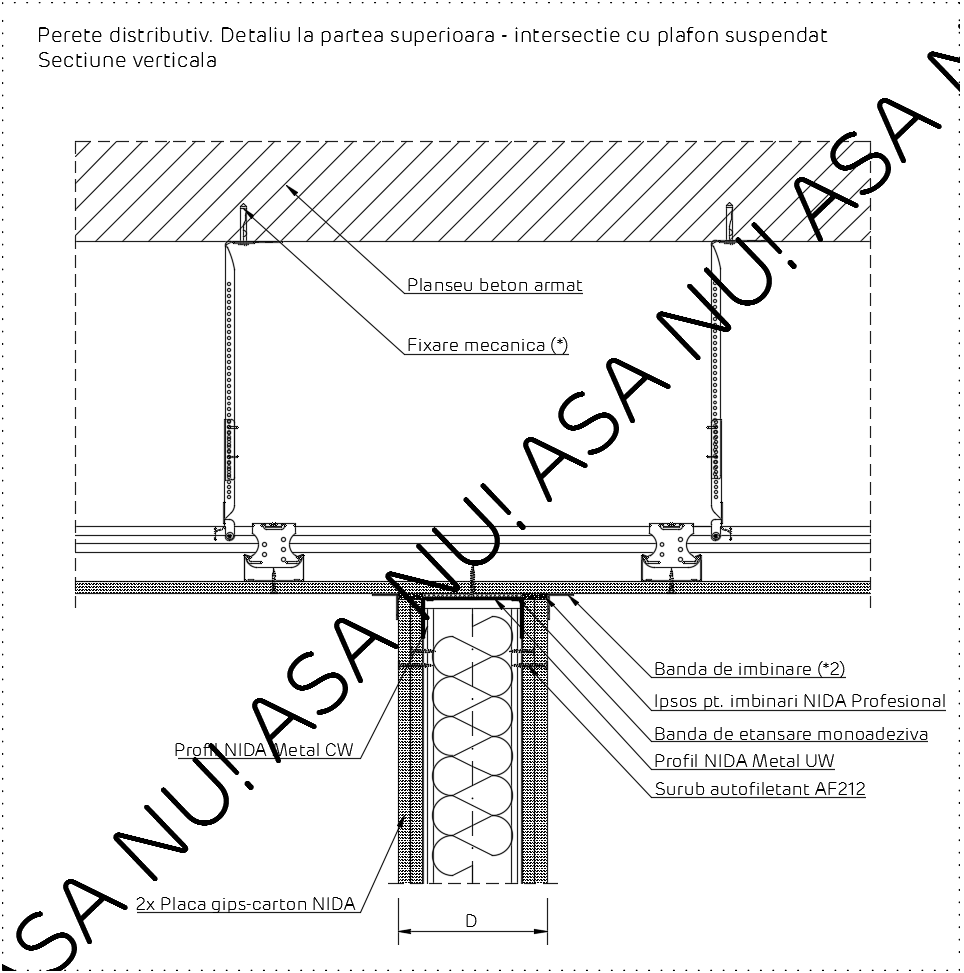 Perete distributiv. Detaliu la partea superioara - intersectie cu plafon suspendat
Sectiune verticala
Planseu beton armat
Fixare mecanica (*)
ASA NU! ASA NU! ASA NU! ASA
Banda de imbinare (*2)
Ipsos pt. imbinari NIDA Profesional
Banda de etansare monoadeziva
Profil NIDA Metal CW
Profil NIDA Metal UW
Surub autofiletant AF212
2x Placa gips-carton NIDA
D